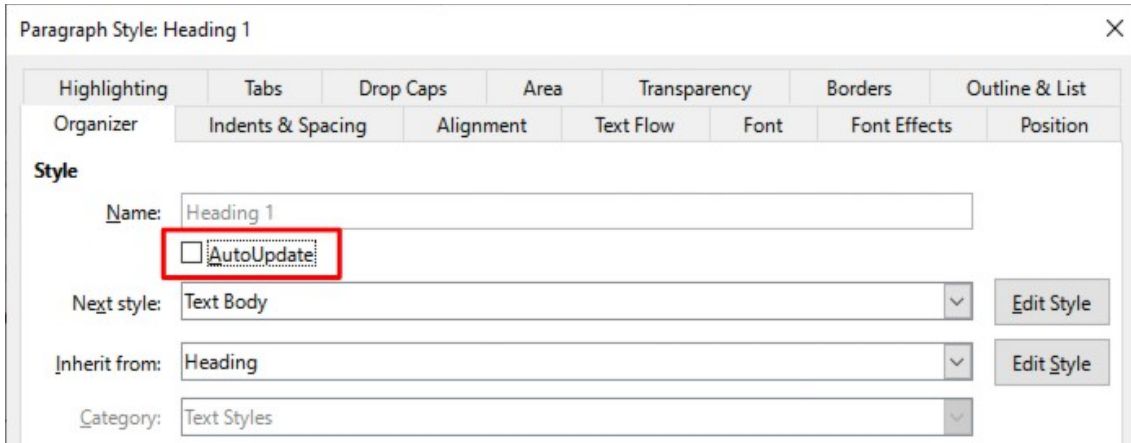 Paragraph Style: Heading 1
Highlighting Tabs Drop Caps Area Transparency Borders Outline & List
Organizer Indents & Spacing Alignment Text Flow Font Font Effects Position
Style
Name: Heading 1
AutoUpdate
Next style: Text Body Edit Style
Inherit from: Heading Edit Style
Category: Text Styles